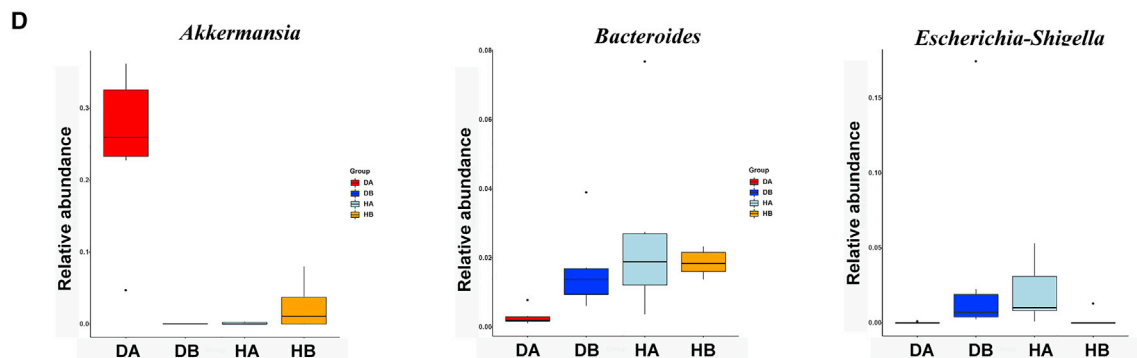 D
Akkermansia
Relative abundance
0.3
0.2
0.1
0.0
DA DB HA HB
Group
DA
DB
HA
HB
Bacteroides
Relative abundance
0.08
0.06
0.04
0.02
0.00
DA DB HA HB
Group
DA
DB
HA
HB
Escherichia-Shigella
Relative abundance
0.15
0.10
0.05
0.00
DA DB HA HB